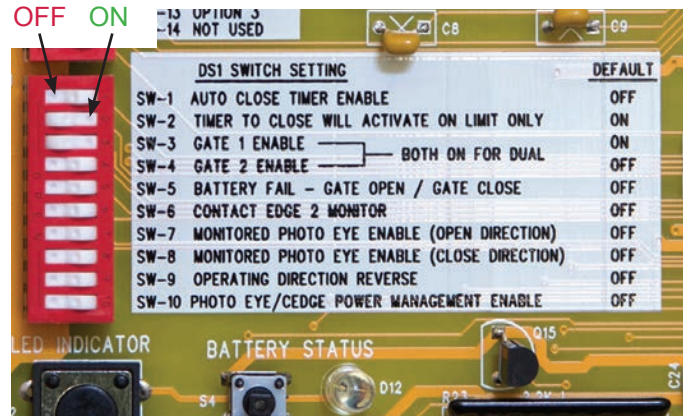 OFF ON
-13 OPTION 3
-14 NOT USED
C8
C9
DS1 SWITCH SETTING DEFAULT
SW-1 AUTO CLOSE TIMER ENABLE OFF
SW-2 TIMER TO CLOSE WILL ACTIVATE ON LIMIT ONLY ON
SW-3 GATE 1 ENABLE ON
BOTH ON FOR DUAL
SW-4 GATE 2 ENABLE OFF
SW-5 BATTERY FAIL - GATE OPEN / GATE CLOSE OFF
SW-6 CONTACT EDGE 2 MONITOR OFF
SW-7 MONITORED PHOTO EYE ENABLE (OPEN DIRECTION) OFF
SW-8 MONITORED PHOTO EYE ENABLE (CLOSE DIRECTION) OFF
SW-9 OPERATING DIRECTION REVERSE OFF
SW-10 PHOTO EYE/CEDGE POWER MANAGEMENT ENABLE OFF
LED INDICATOR
BATTERY STATUS
Q15
S4
D12
C24